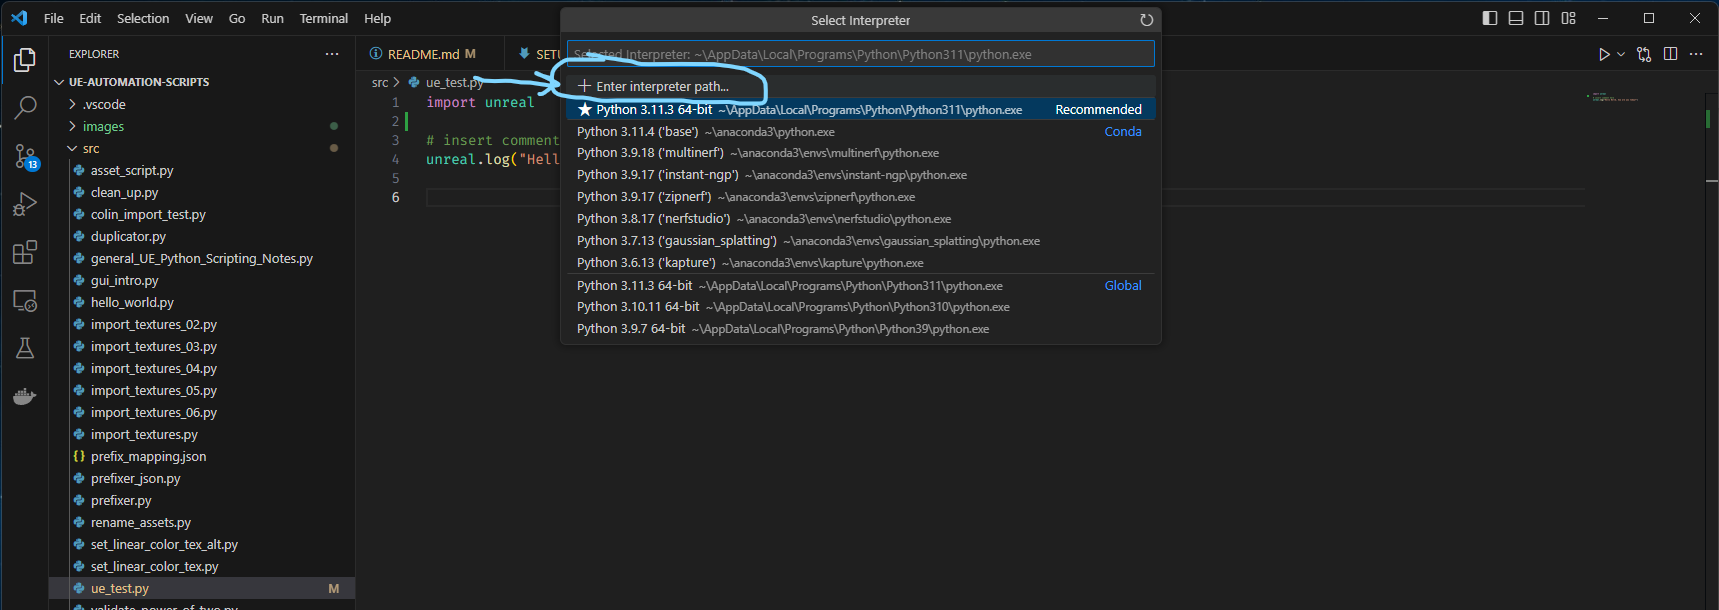 File Edit Selection View Go Run Terminal Help
Select Interpreter
EXPLORER
README.md M
SETU
Selected Interpreter: ~\AppData\Local\Programs\Python\Python311\python.exe
UE-AUTOMATION-SCRIPTS
.vscode
images
src
asset_script.py
clean_up.py
colin_import_test.py
duplicator.py
general_UE_Python_Scripting_Notes.py
gui_intro.py
hello_world.py
import_textures_02.py
import_textures_03.py
import_textures_04.py
import_textures_05.py
import_textures_06.py
import_textures.py
{} prefix_mapping.json
prefixer_json.py
prefixer.py
rename_assets.py
set_linear_color_tex_alt.py
set_linear_color_tex.py
ue_test.py M
validate_power_of_two.py
13
src > ue_test.py
1 import unreal
2
3 # insert comment
4 unreal.log("Hell
5
6
+ Enter interpreter path...
★ Python 3.11.3 64-bit ~\AppData\Local\Programs\Python\Python311\python.exe Recommended
Python 3.11.4 ('base') ~\anaconda3\python.exe Conda
Python 3.9.18 ('multinerf') ~\anaconda3\envs\multinerf\python.exe
Python 3.9.17 ('instant-ngp') ~\anaconda3\envs\instant-ngp\python.exe
Python 3.9.17 ('zipnerf') ~\anaconda3\envs\zipnerf\python.exe
Python 3.8.17 ('nerfstudio') ~\anaconda3\envs\nerfstudio\python.exe
Python 3.7.13 ('gaussian_splatting') ~\anaconda3\envs\gaussian_splatting\python.exe
Python 3.6.13 ('kapture') ~\anaconda3\envs\kapture\python.exe
Python 3.11.3 64-bit ~\AppData\Local\Programs\Python\Python311\python.exe Global
Python 3.10.11 64-bit ~\AppData\Local\Programs\Python\Python310\python.exe
Python 3.9.7 64-bit ~\AppData\Local\Programs\Python\Python39\python.exe